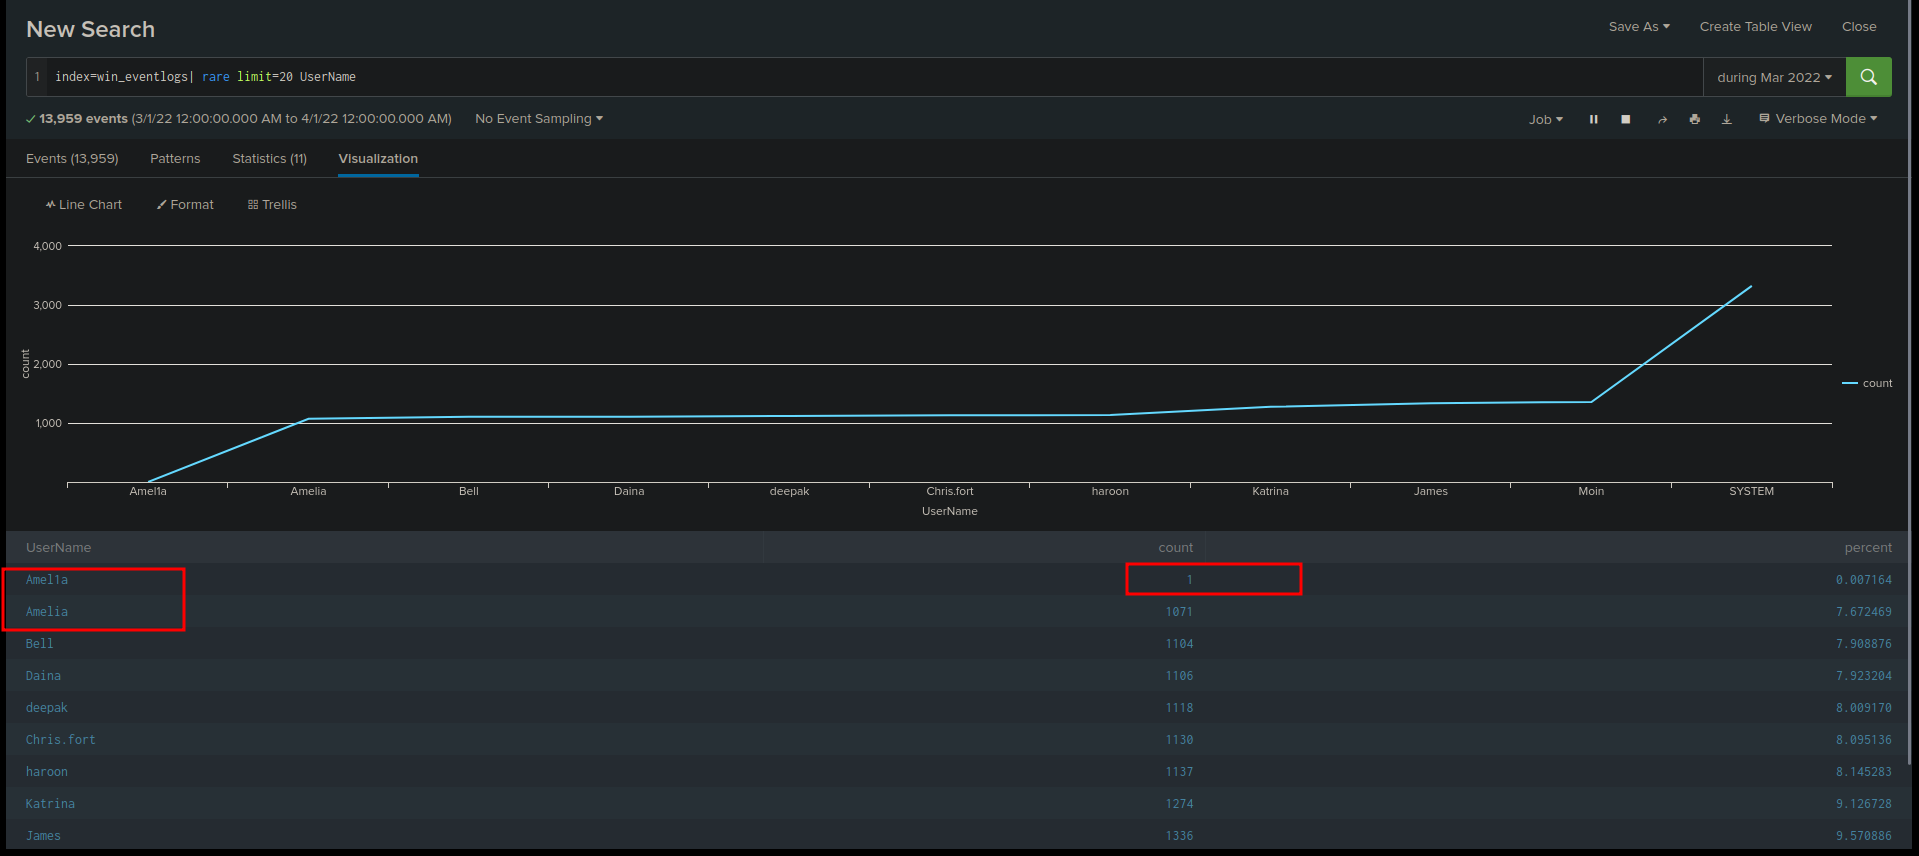 New Search
Save As Create Table View Close
1 index=win_eventlogs| rare limit=20 UserName
during Mar 2022
13,959 events (3/1/22 12:00:00.000 AM to 4/1/22 12:00:00.000 AM) No Event Sampling
Job Verbose Mode
Events (13,959) Patterns Statistics (11) Visualization
Line Chart Format Trellis
4,000
3,000
2,000
1,000
count
count
Amel1a Amelia Bell Daina deepak Chris.fort haroon Katrina James Moin SYSTEM
UserName
UserName count percent
Amel1a 1 0.007164
Amelia 1071 7.672469
Bell 1104 7.908876
Daina 1106 7.923204
deepak 1118 8.009170
Chris.fort 1130 8.095136
haroon 1137 8.145283
Katrina 1274 9.126728
James 1336 9.570886